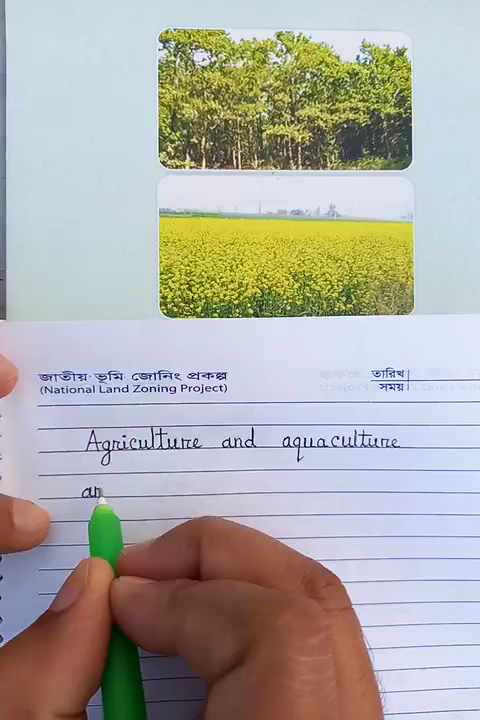 জাতীয় ভূমি জোনিং প্রকল্প
(National Land Zoning Project)
তারিখ
সময়
Agriculture and aquaculture
an